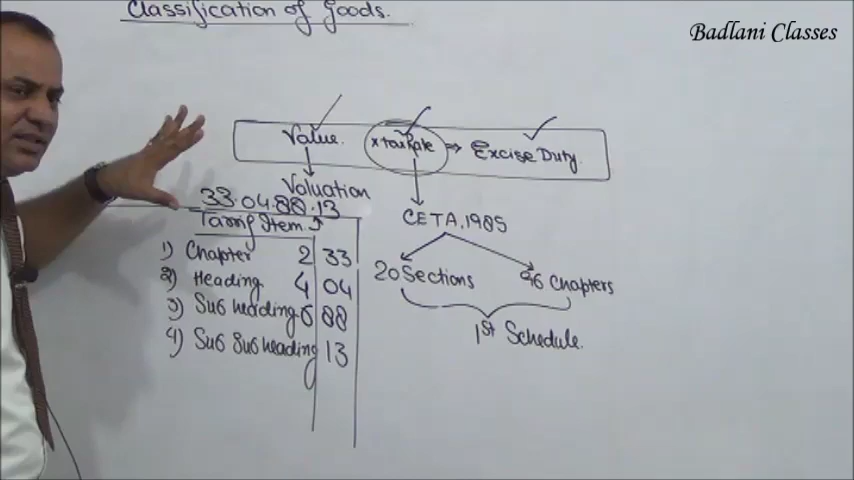 Classification of Goods.
Badlani Classes
Value. x tax Rate ⇒ Excise Duty
Valuation
33.04.88.13
Tarrif Item.
CETA, 1985
1) Chapter 2 33
2) Heading 4 04
3) Sub heading 6 88
4) Sub Sub heading 8 13
20 Sections
96 Chapters
1st Schedule.